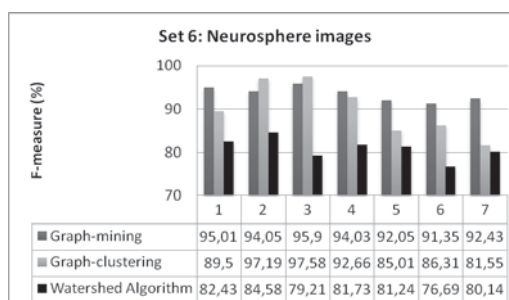 Set 6: Neurosphere images
F-measure (%)
100
90
80
70
1 2 3 4 5 6 7
Graph-mining 95,01 94,05 95,9 94,03 92,05 91,35 92,43
Graph-clustering 89,5 97,19 97,58 92,66 85,01 86,31 81,55
Watershed Algorithm 82,43 84,58 79,21 81,73 81,24 76,69 80,14